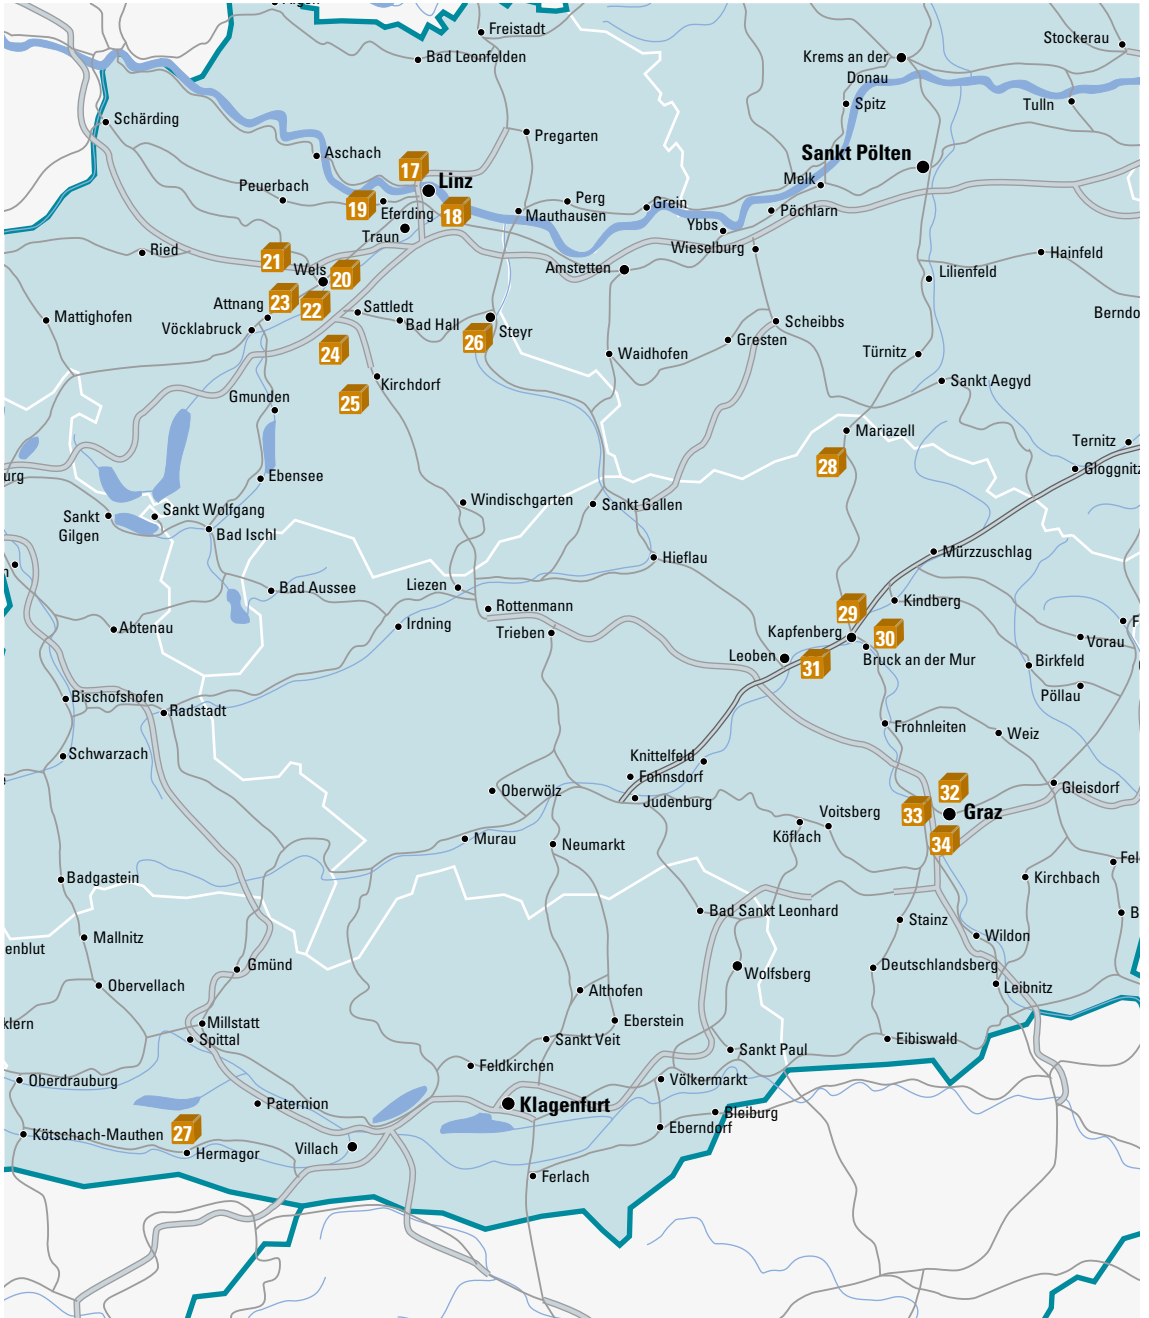 Freistadt
Stockerau
Bad Leonfelden
Krems an der
Donau
Spitz
Tulln
Schärding
Pregarten
Aschach
Sankt Pölten
17
Linz
Melk
Peuerbach
19
Eferding
18
Perg
Mauthausen
Grein
Pöchlarn
Traun
Ybbs
Wieselburg
Ried
21
Hainfeld
Wels
20
Amstetten
Lilienfeld
Attnang
23
22
Sattledt
Mattighofen
Vöcklabruck
Bad Hall
Steyr
26
Scheibbs
Berndo
24
Waidhofen
Gresten
Türnitz
Kirchdorf
Sankt Aegyd
Gmunden
25
Mariazell
Ternitz
28
Gloggnitz
urg
Ebensee
Windischgarten
Sankt Gallen
Sankt
Gilgen
Sankt Wolfgang
Bad Ischl
Mürzzuschlag
Hieflau
n
Bad Aussee
Liezen
Kindberg
Rottenmann
29
Abtenau
Irdning
Trieben
Kapfenberg
30
F
Vorau
Leoben
31
Bruck an der Mur
Birkfeld
Pöllau
Bischofshofen
Radstadt
Frohnleiten
Weiz
Schwarzach
Knittelfeld
Fohnsdorf
Oberwölz
Judenburg
32
Gleisdorf
33
Graz
Voitsberg
Köflach
34
Murau
Neumarkt
Fel
Badgastein
Kirchbach
Bad Sankt Leonhard
B
Stainz
Mallnitz
enblut
Wildon
Gmünd
Wolfsberg
Deutschlandsberg
Obervellach
Althofen
Leibnitz
klern
Millstatt
Spittal
Eberstein
Sankt Veit
Eibiswald
Sankt Paul
Feldkirchen
Oberdrauburg
Völkermarkt
Paternion
Klagenfurt
Bleiburg
Eberndorf
Kötschach-Mauthen
27
Hermagor
Villach
Ferlach